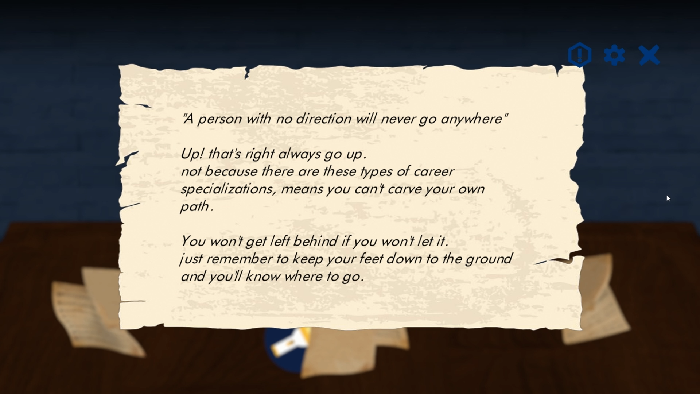 "A person with no direction will never go anywhere"
Up! that's right always go up.
not because there are these types of career
specializations, means you can't carve your own
path.
You won't get left behind if you won't let it.
just remember to keep your feet down to the ground
and you'll know where to go.